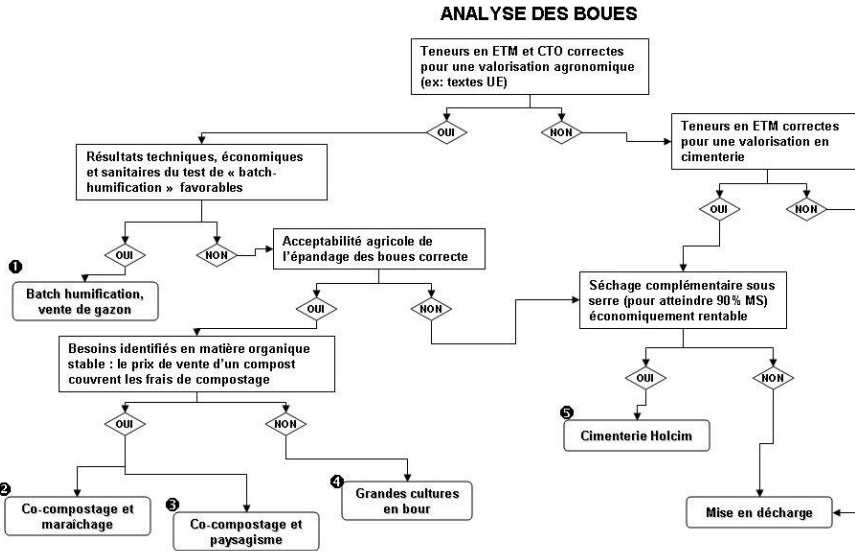 ANALYSE DES BOUES
Teneurs en ETM et CTO correctes
pour une valorisation agronomique
(ex: textes UE)
OUI
NON
Teneurs en ETM correctes
pour une valorisation en
cimenterie
Résultats techniques, économiques
et sanitaires du test de « batch-
humification » favorables
OUI
NON
OUI
NON
Acceptabilité agricole de
l'épandage des boues correcte
1
Batch humification,
vente de gazon
Séchage complémentaire sous
serre (pour atteindre 90% MS)
économiquement rentable
OUI
NON
Besoins identifiés en matière organique
stable : le prix de vente d'un compost
couvrent les frais de compostage
OUI
NON
OUI
NON
5
Cimenterie Holcim
2
Co-compostage et
maraîchage
3
Co-compostage et
paysagisme
4
Grandes cultures
en bour
Mise en décharge